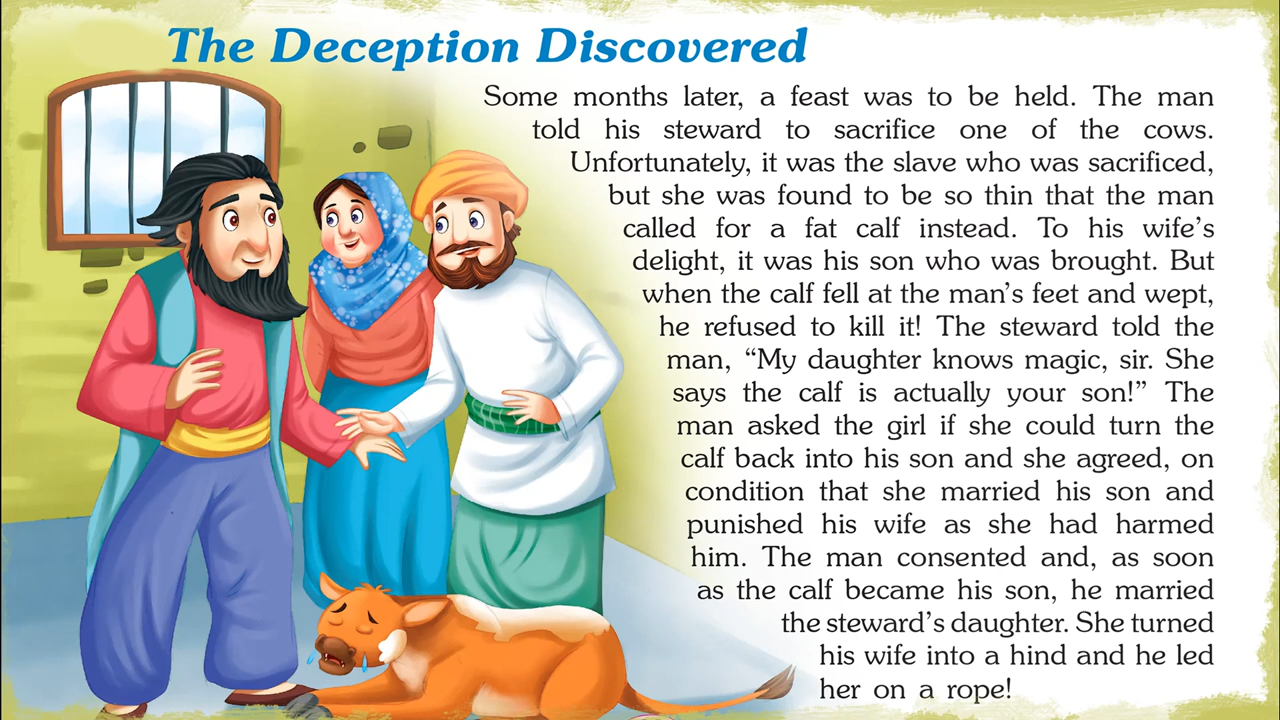 The Deception Discovered
Some months later, a feast was to be held. The man
told his steward to sacrifice one of the cows.
Unfortunately, it was the slave who was sacrificed,
but she was found to be so thin that the man
called for a fat calf instead. To his wife’s
delight, it was his son who was brought. But
when the calf fell at the man’s feet and wept,
he refused to kill it! The steward told the
man, “My daughter knows magic, sir. She
says the calf is actually your son!” The
man asked the girl if she could turn the
calf back into his son and she agreed, on
condition that she married his son and
punished his wife as she had harmed
him. The man consented and, as soon
as the calf became his son, he married
the steward’s daughter. She turned
his wife into a hind and he led
her on a rope!